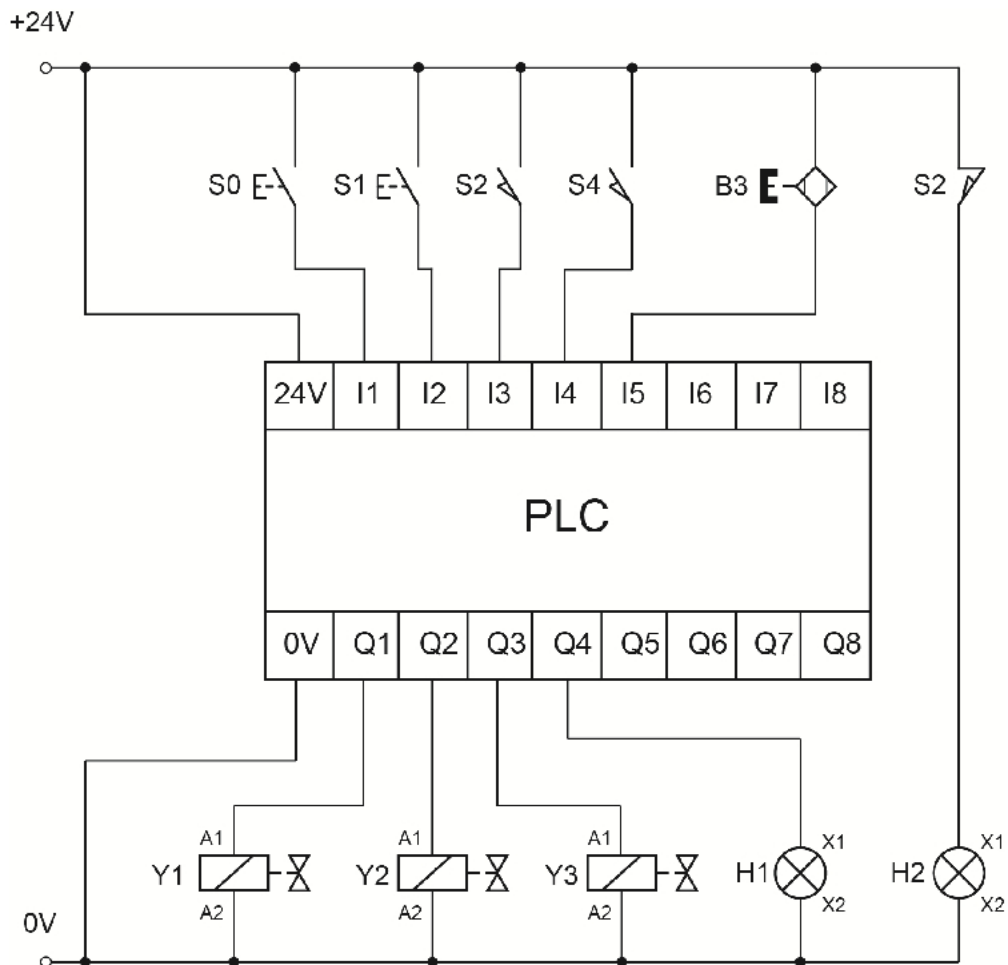 +24V
S0 S1 S2 S4 B3 S2
24V I1 I2 I3 I4 I5 I6 I7 I8
PLC
0V Q1 Q2 Q3 Q4 Q5 Q6 Q7 Q8
A1 A1 A1 X1 X1
Y1 Y2 Y3 H1 H2
A2 A2 A2 X2 X2
0V